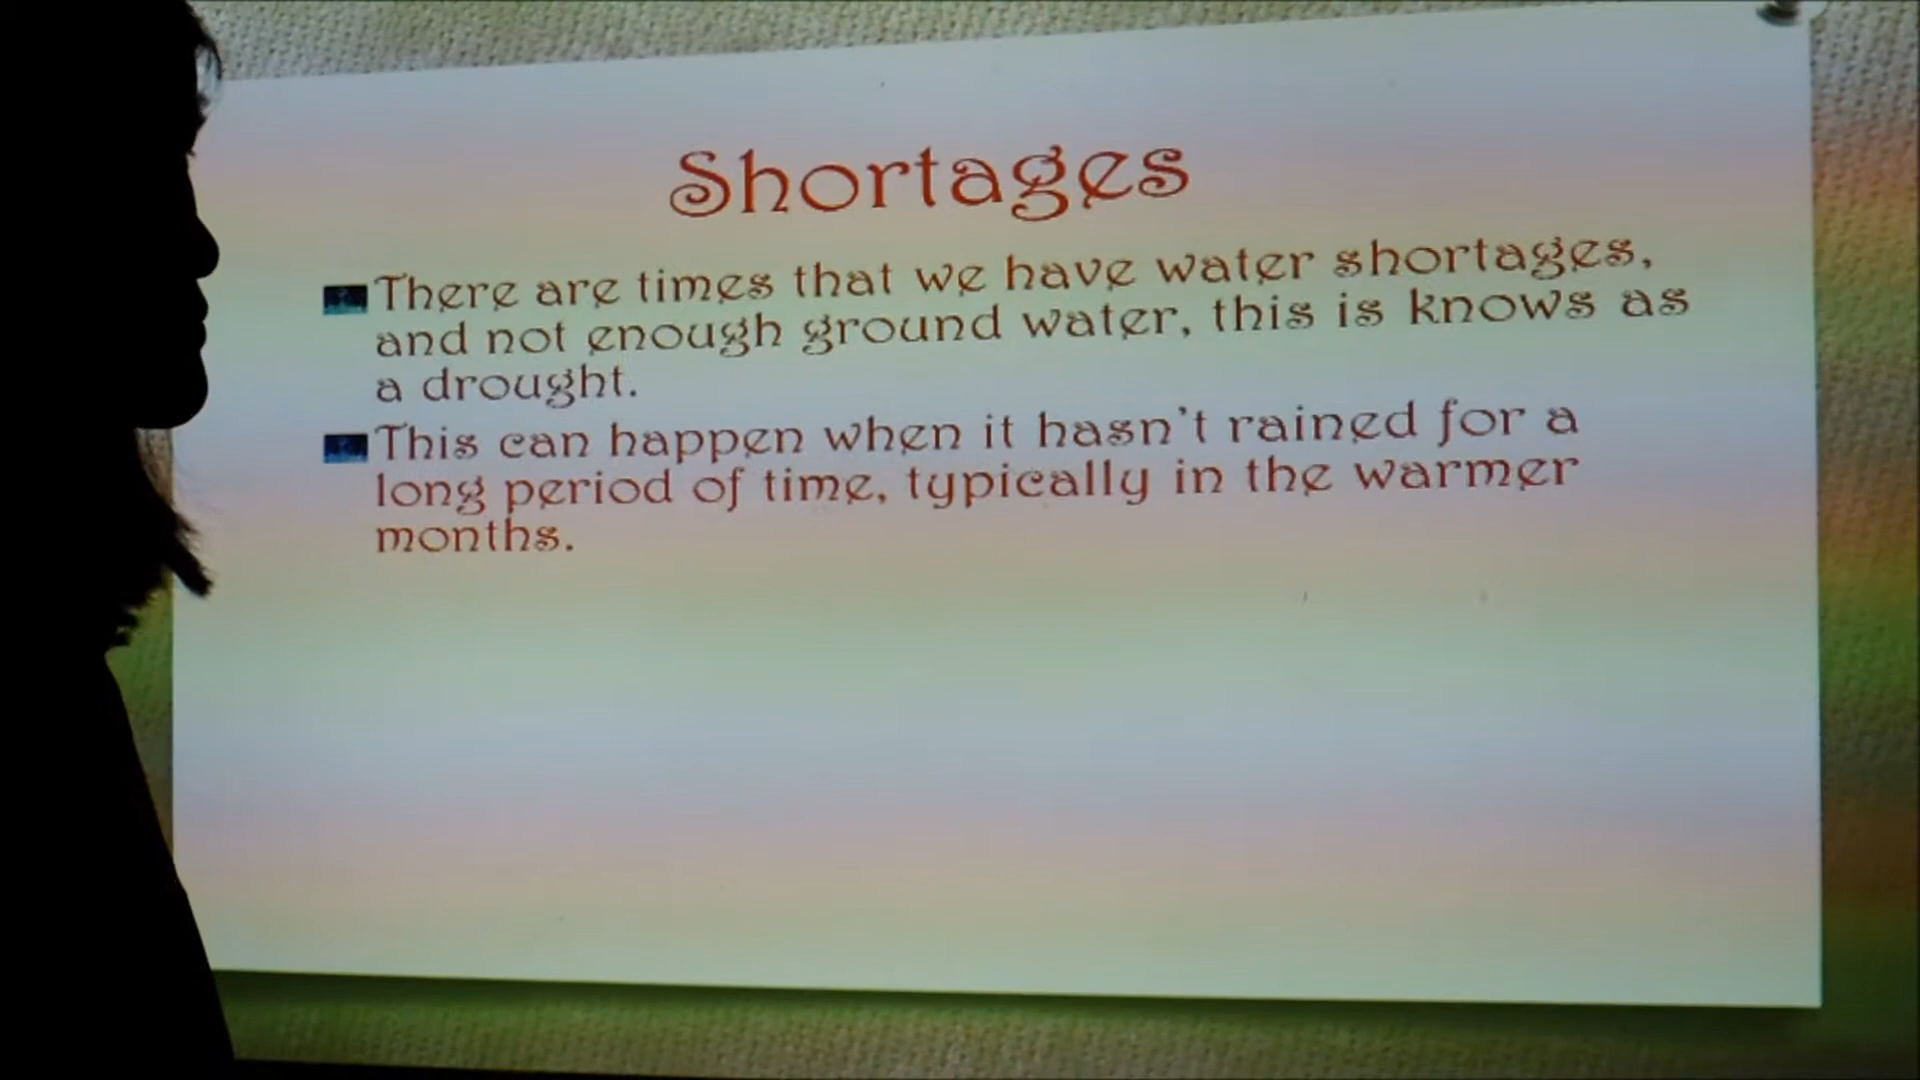 Shortages
There are times that we have water shortages,
and not enough ground water, this is knows as
a drought.
This can happen when it hasn't rained for a
long period of time, typically in the warmer
months.